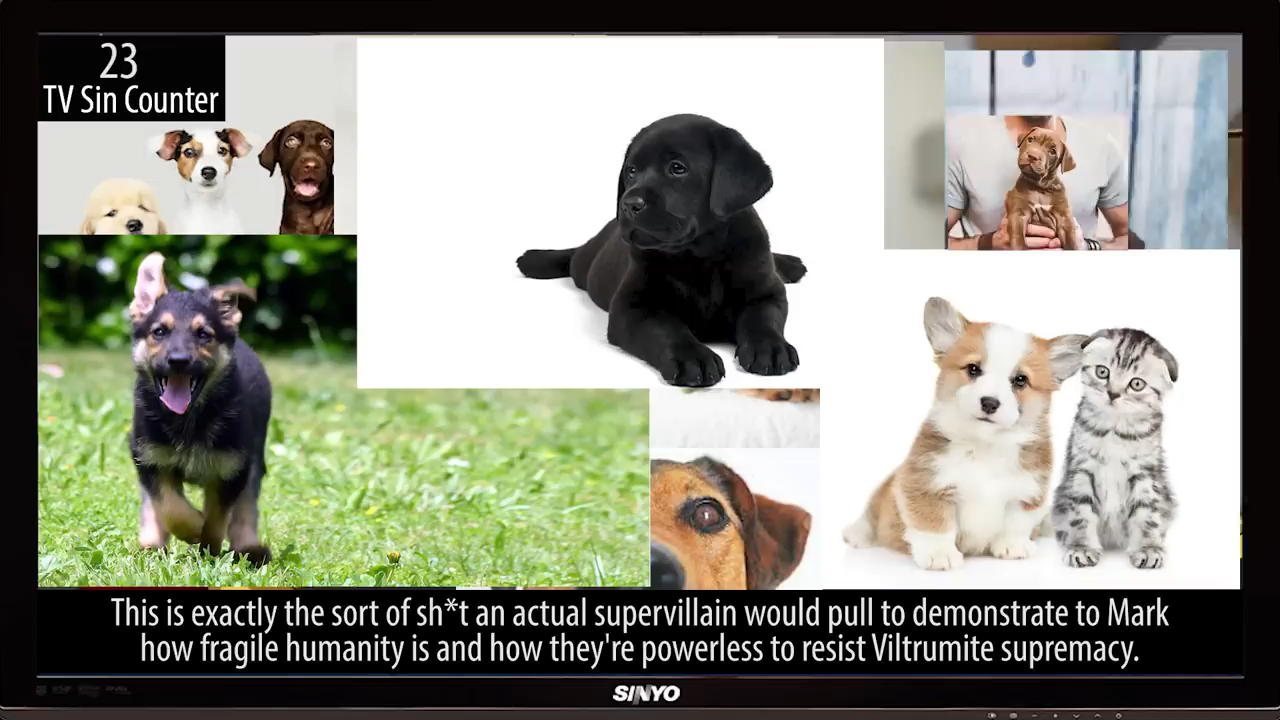 23
TV Sin Counter
This is exactly the sort of sh*t an actual supervillain would pull to demonstrate to Mark
how fragile humanity is and how they're powerless to resist Viltrumite supremacy.
SINYO